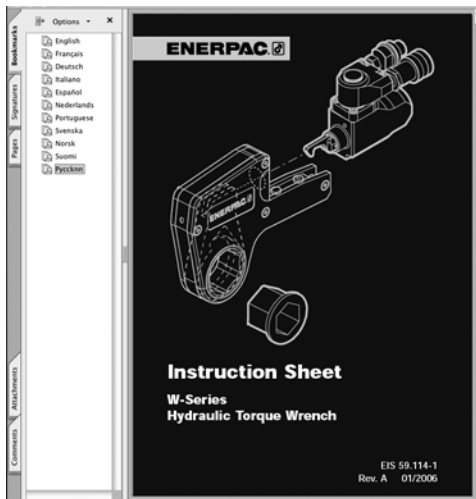 Options
Bookmarks
Signatures
Pages
Attachments
Comments
English
Français
Deutsch
Italiano
Español
Nederlands
Portuguese
Svenska
Norsk
Suomi
Русскпп
ENERPAC
ENERPAC
Instruction Sheet
W-Series
Hydraulic Torque Wrench
EIS 59.114-1
Rev. A 01/2006